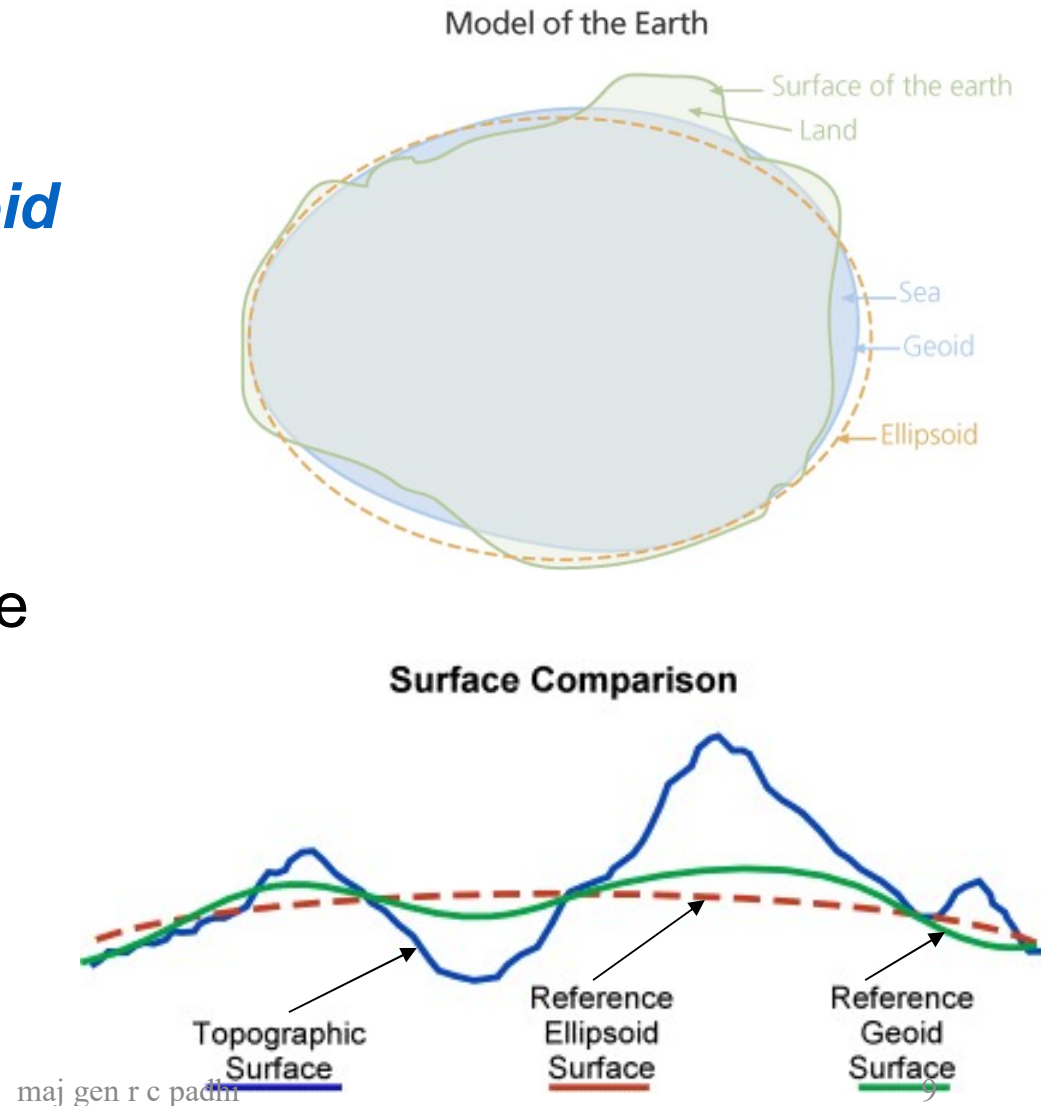 Model of the Earth
Surface of the earth
Land
id
Sea
Geoid
Ellipsoid
e
Surface Comparison
Topographic
Surface
Reference
Ellipsoid
Surface
Reference
Geoid
Surface
maj gen r c padhi
9